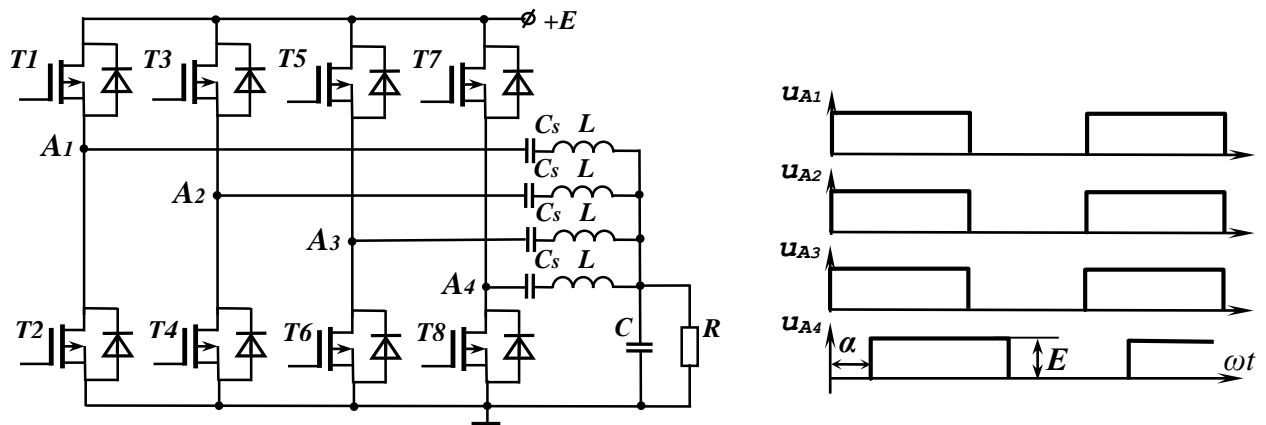 +E
T1 T3 T5 T7
Cs L
A1
Cs L
A2
Cs L
A3
Cs L
A4
T2 T4 T6 T8 C R
uA1
uA2
uA3
uA4
α E ωt